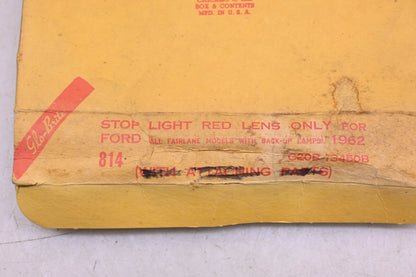 BOX & CONTENTS
MFD. IN U.S.A.
Glo-Brite
STOP LIGHT RED LENS ONLY FOR
FORD (ALL FAIRLANE MODELS WITH BACK-UP LAMPS) 1962
814 C2OB-13450B
(WITH ATTACHING PARTS)